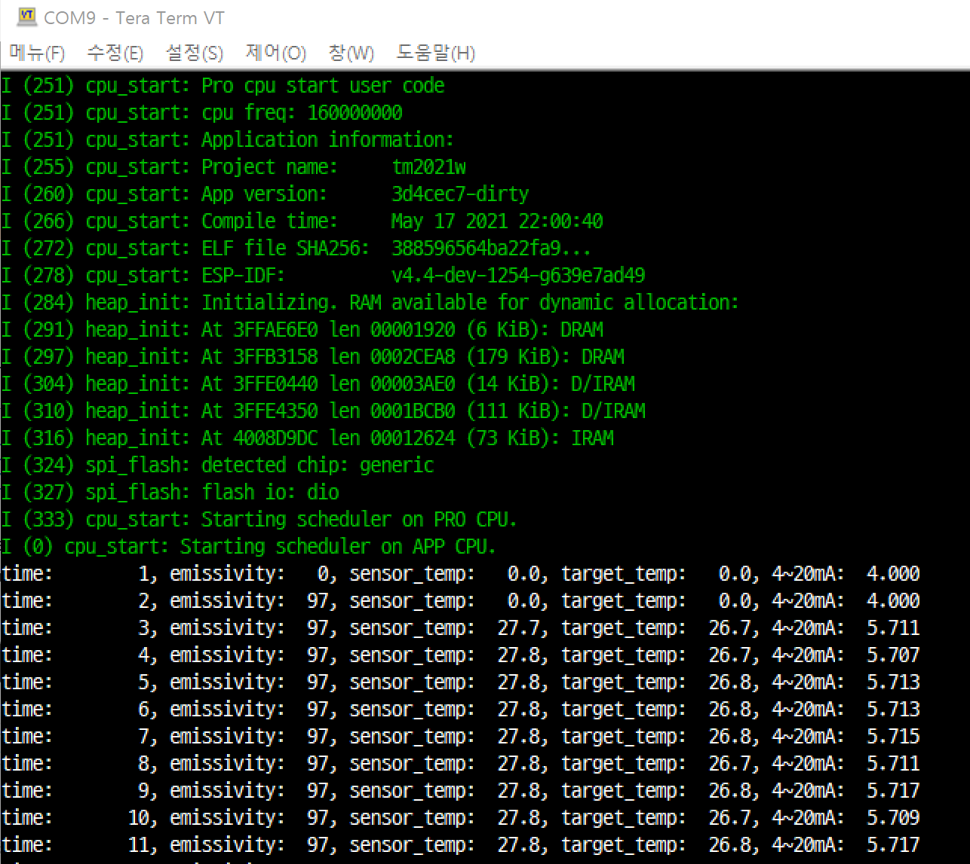 COM9 - Tera Term VT
메뉴(F) 수정(E) 설정(S) 제어(O) 창(W) 도움말(H)
I (251) cpu_start: Pro cpu start user code
I (251) cpu_start: cpu freq: 160000000
I (251) cpu_start: Application information:
I (255) cpu_start: Project name:     tm2021w
I (260) cpu_start: App version:      3d4cec7-dirty
I (266) cpu_start: Compile time:     May 17 2021 22:00:40
I (272) cpu_start: ELF file SHA256:  388596564ba22fa9...
I (278) cpu_start: ESP-IDF:          v4.4-dev-1254-g639e7ad49
I (284) heap_init: Initializing. RAM available for dynamic allocation:
I (291) heap_init: At 3FFAE6E0 len 00001920 (6 KiB): DRAM
I (297) heap_init: At 3FFB3158 len 0002CEA8 (179 KiB): DRAM
I (304) heap_init: At 3FFE0440 len 00003AE0 (14 KiB): D/IRAM
I (310) heap_init: At 3FFE4350 len 0001BCB0 (111 KiB): D/IRAM
I (316) heap_init: At 4008D9DC len 00012624 (73 KiB): IRAM
I (324) spi_flash: detected chip: generic
I (327) spi_flash: flash io: dio
I (333) cpu_start: Starting scheduler on PRO CPU.
I (0) cpu_start: Starting scheduler on APP CPU.
time:        1, emissivity:   0, sensor_temp:   0.0, target_temp:   0.0, 4~20mA:  4.000
time:        2, emissivity:  97, sensor_temp:   0.0, target_temp:   0.0, 4~20mA:  4.000
time:        3, emissivity:  97, sensor_temp:  27.7, target_temp:  26.7, 4~20mA:  5.711
time:        4, emissivity:  97, sensor_temp:  27.8, target_temp:  26.7, 4~20mA:  5.707
time:        5, emissivity:  97, sensor_temp:  27.8, target_temp:  26.8, 4~20mA:  5.713
time:        6, emissivity:  97, sensor_temp:  27.8, target_temp:  26.8, 4~20mA:  5.713
time:        7, emissivity:  97, sensor_temp:  27.8, target_temp:  26.8, 4~20mA:  5.715
time:        8, emissivity:  97, sensor_temp:  27.8, target_temp:  26.7, 4~20mA:  5.711
time:        9, emissivity:  97, sensor_temp:  27.8, target_temp:  26.8, 4~20mA:  5.717
time:       10, emissivity:  97, sensor_temp:  27.8, target_temp:  26.7, 4~20mA:  5.709
time:       11, emissivity:  97, sensor_temp:  27.8, target_temp:  26.8, 4~20mA:  5.717